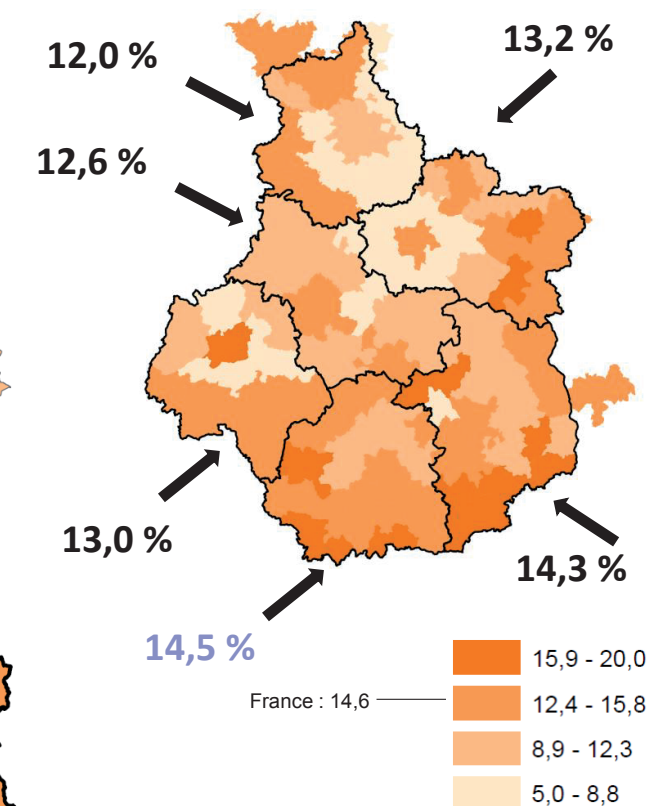 13,2 %
12,0 %
12,6 %
13,0 %
14,3 %
14,5 %
15,9 - 20,0
France : 14,6
12,4 - 15,8
8,9 - 12,3
5,0 - 8,8